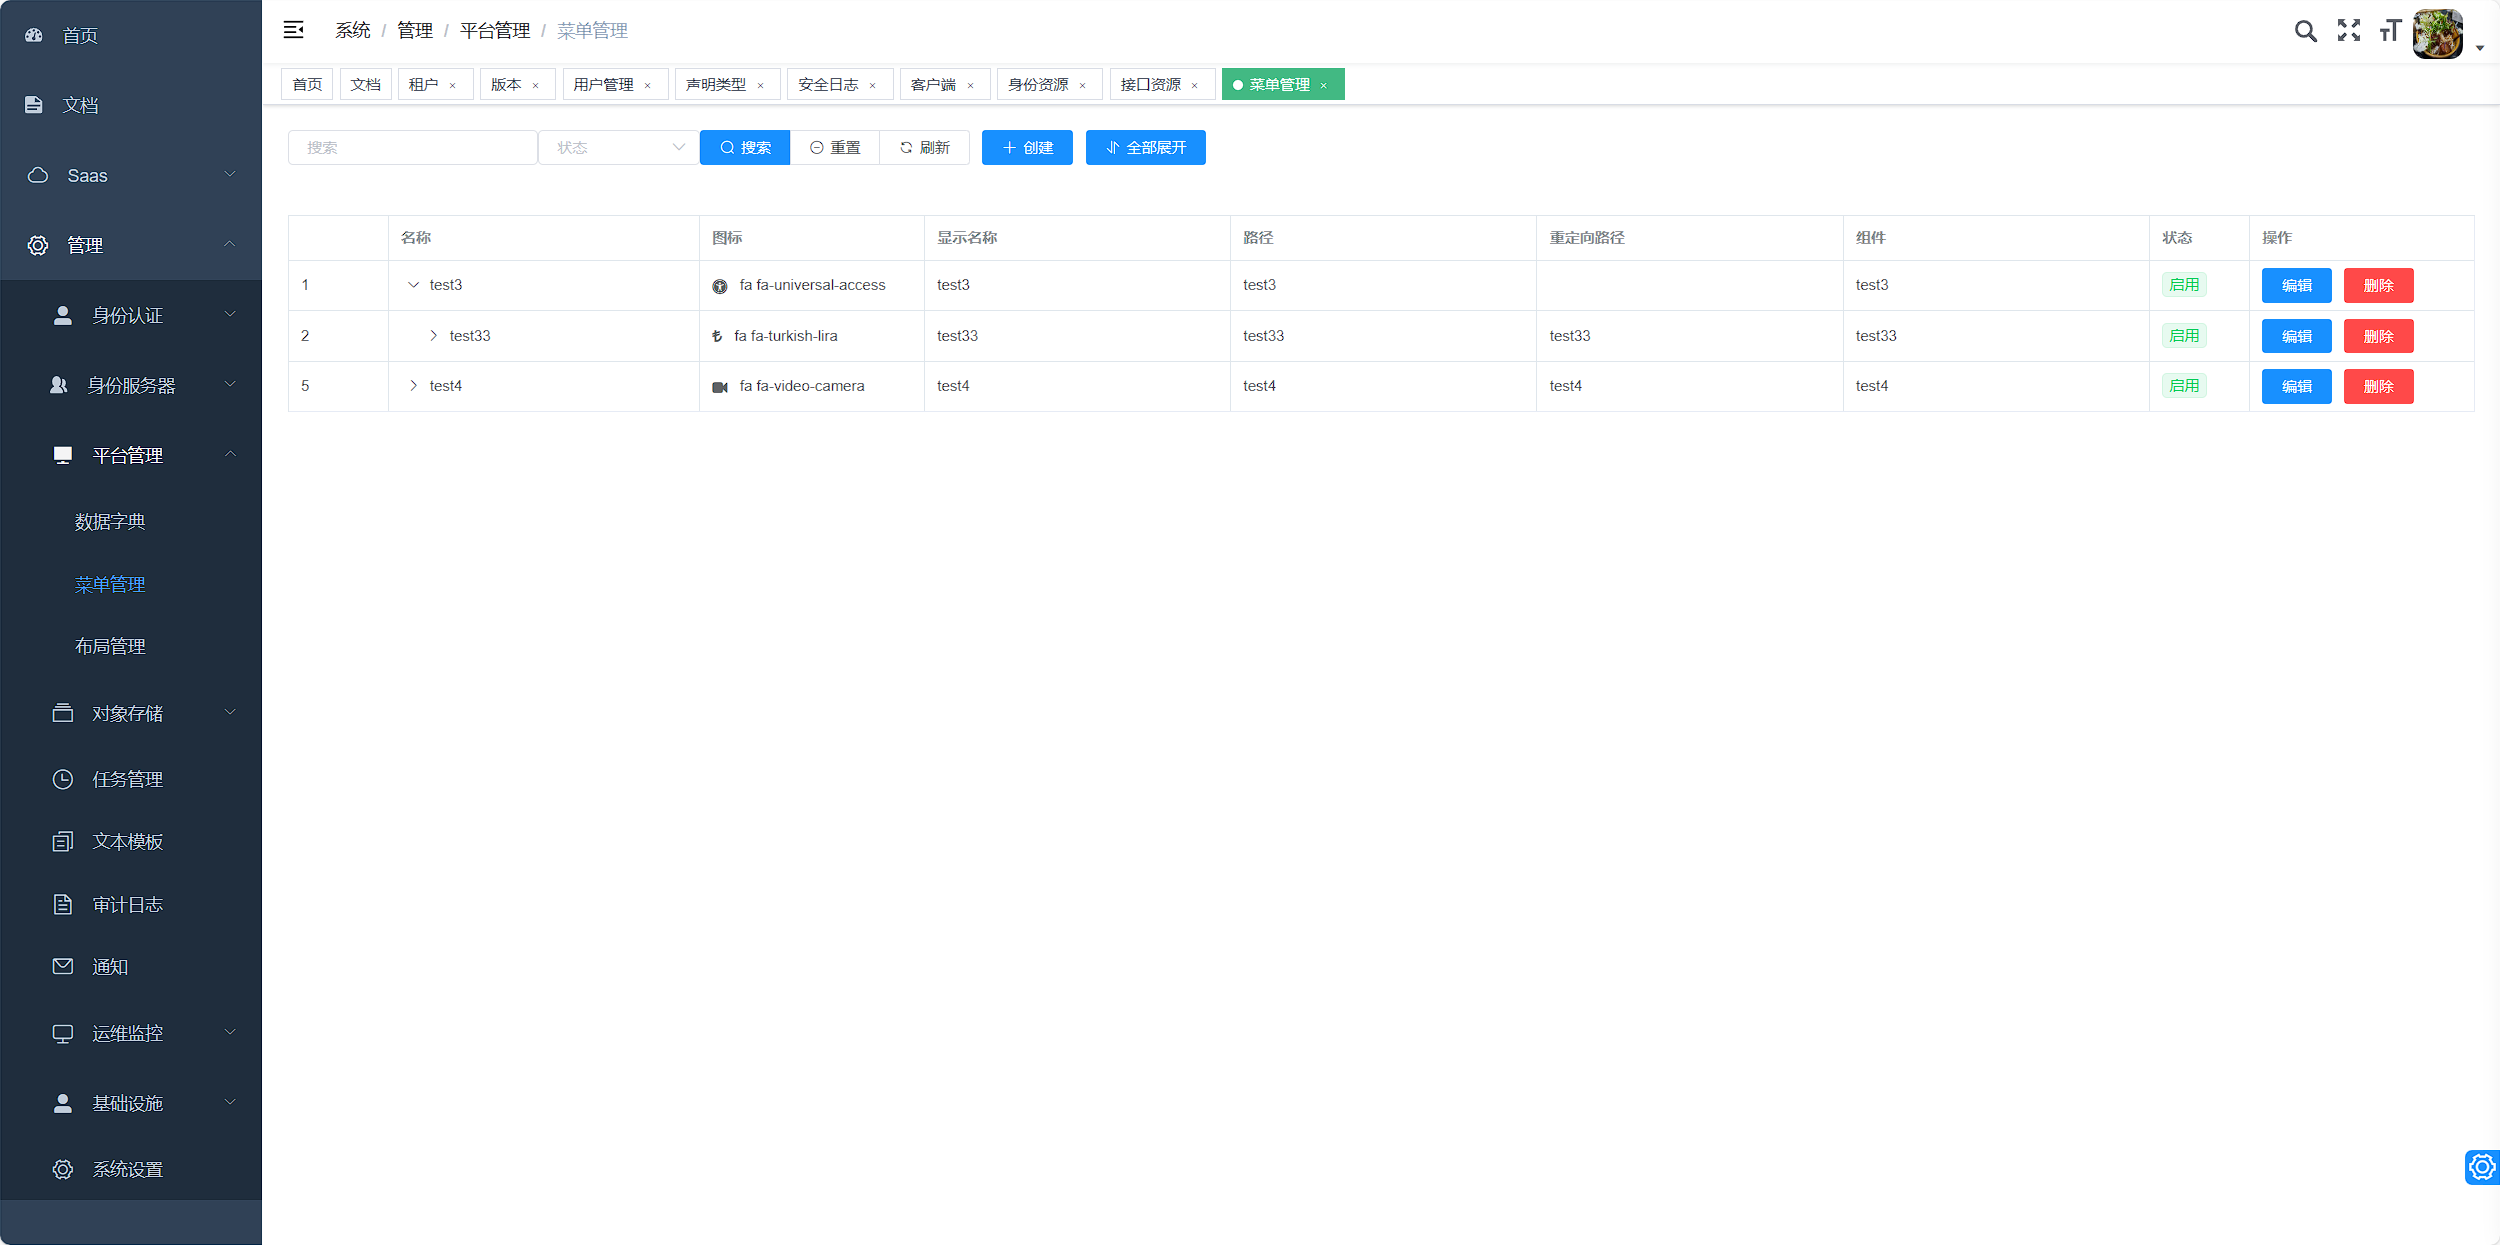 首页
文档
Saas
管理
身份认证
身份服务器
平台管理
数据字典
菜单管理
布局管理
对象存储
任务管理
文本模板
审计日志
通知
运维监控
基础设施
系统设置
系统 / 管理 / 平台管理 / 菜单管理
首页 文档 租户 × 版本 × 用户管理 × 声明类型 × 安全日志 × 客户端 × 身份资源 × 接口资源 × 菜单管理 ×
搜索 状态 搜索 重置 刷新 创建 全部展开
名称 图标 显示名称 路径 重定向路径 组件 状态 操作
1 test3 fa fa-universal-access test3 test3 test3 启用 编辑 删除
2 test33 fa fa-turkish-lira test33 test33 test33 test33 启用 编辑 删除
5 test4 fa fa-video-camera test4 test4 test4 test4 启用 编辑 删除